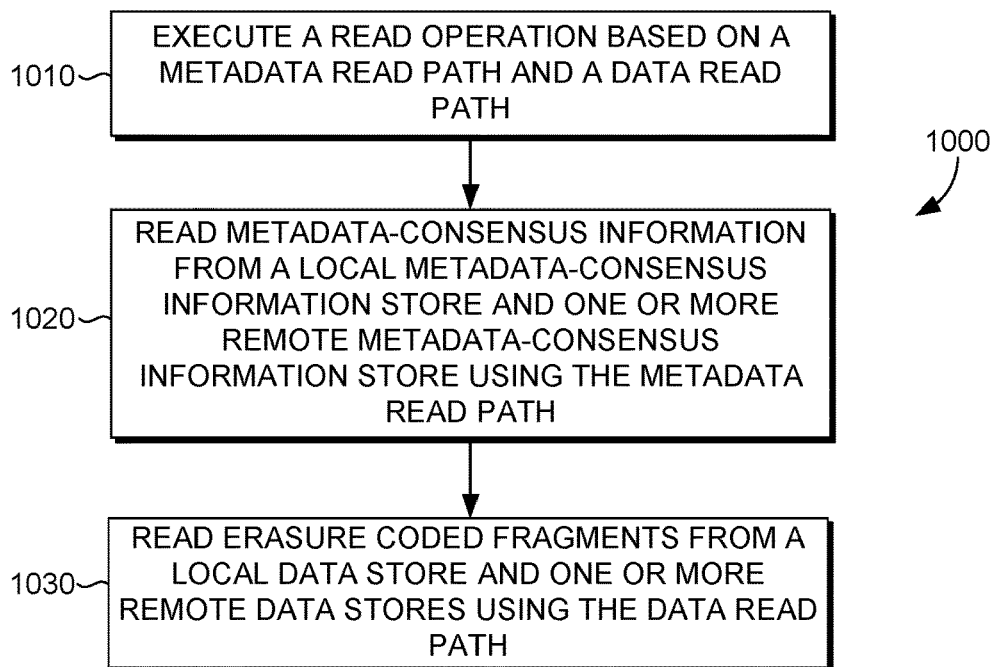 EXECUTE A READ OPERATION BASED ON A
METADATA READ PATH AND A DATA READ
PATH
1010
1000
READ METADATA-CONSENSUS INFORMATION
FROM A LOCAL METADATA-CONSENSUS
INFORMATION STORE AND ONE OR MORE
REMOTE METADATA-CONSENSUS
INFORMATION STORE USING THE METADATA
READ PATH
1020
READ ERASURE CODED FRAGMENTS FROM A
LOCAL DATA STORE AND ONE OR MORE
REMOTE DATA STORES USING THE DATA READ
PATH
1030